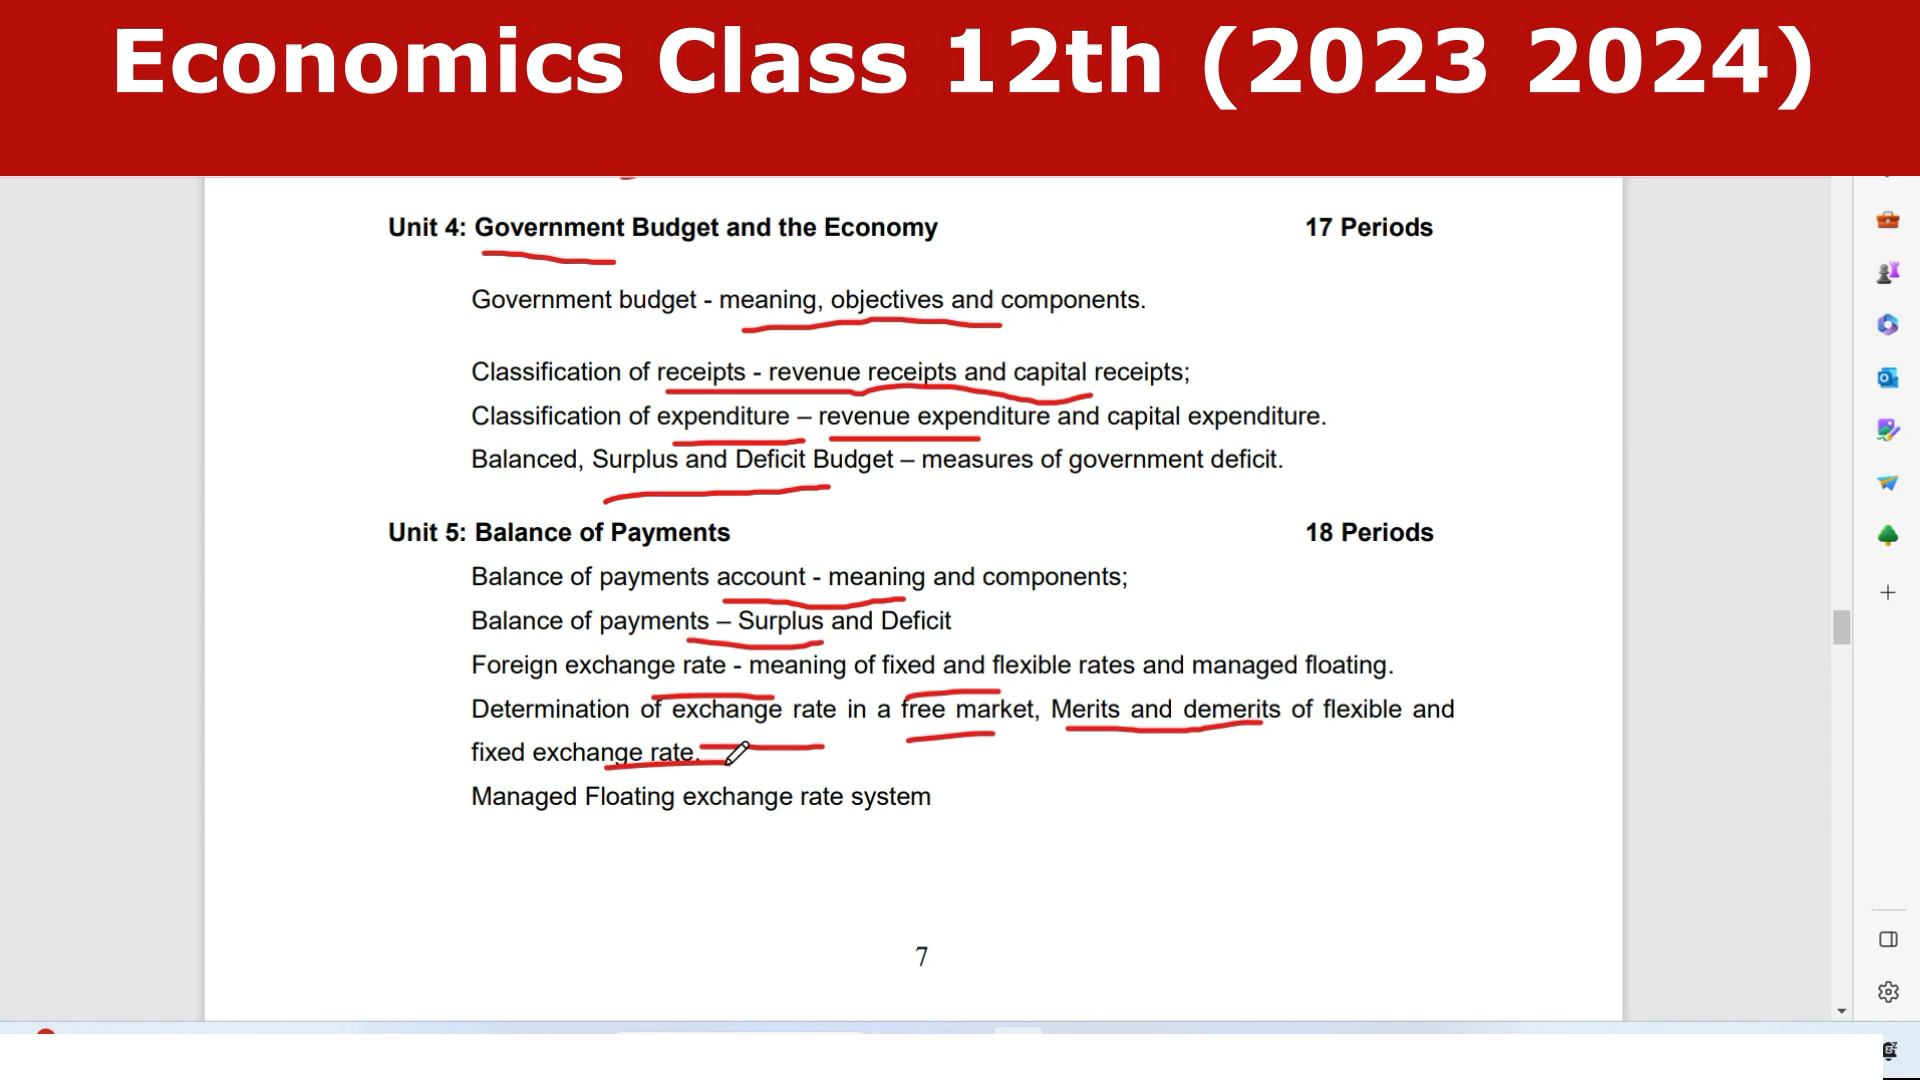 Economics Class 12th (2023 2024)
Unit 4: Government Budget and the Economy 17 Periods
Government budget - meaning, objectives and components.
Classification of receipts - revenue receipts and capital receipts;
Classification of expenditure – revenue expenditure and capital expenditure.
Balanced, Surplus and Deficit Budget – measures of government deficit.
Unit 5: Balance of Payments 18 Periods
Balance of payments account - meaning and components;
Balance of payments – Surplus and Deficit
Foreign exchange rate - meaning of fixed and flexible rates and managed floating.
Determination of exchange rate in a free market, Merits and demerits of flexible and
fixed exchange rate.
Managed Floating exchange rate system
7